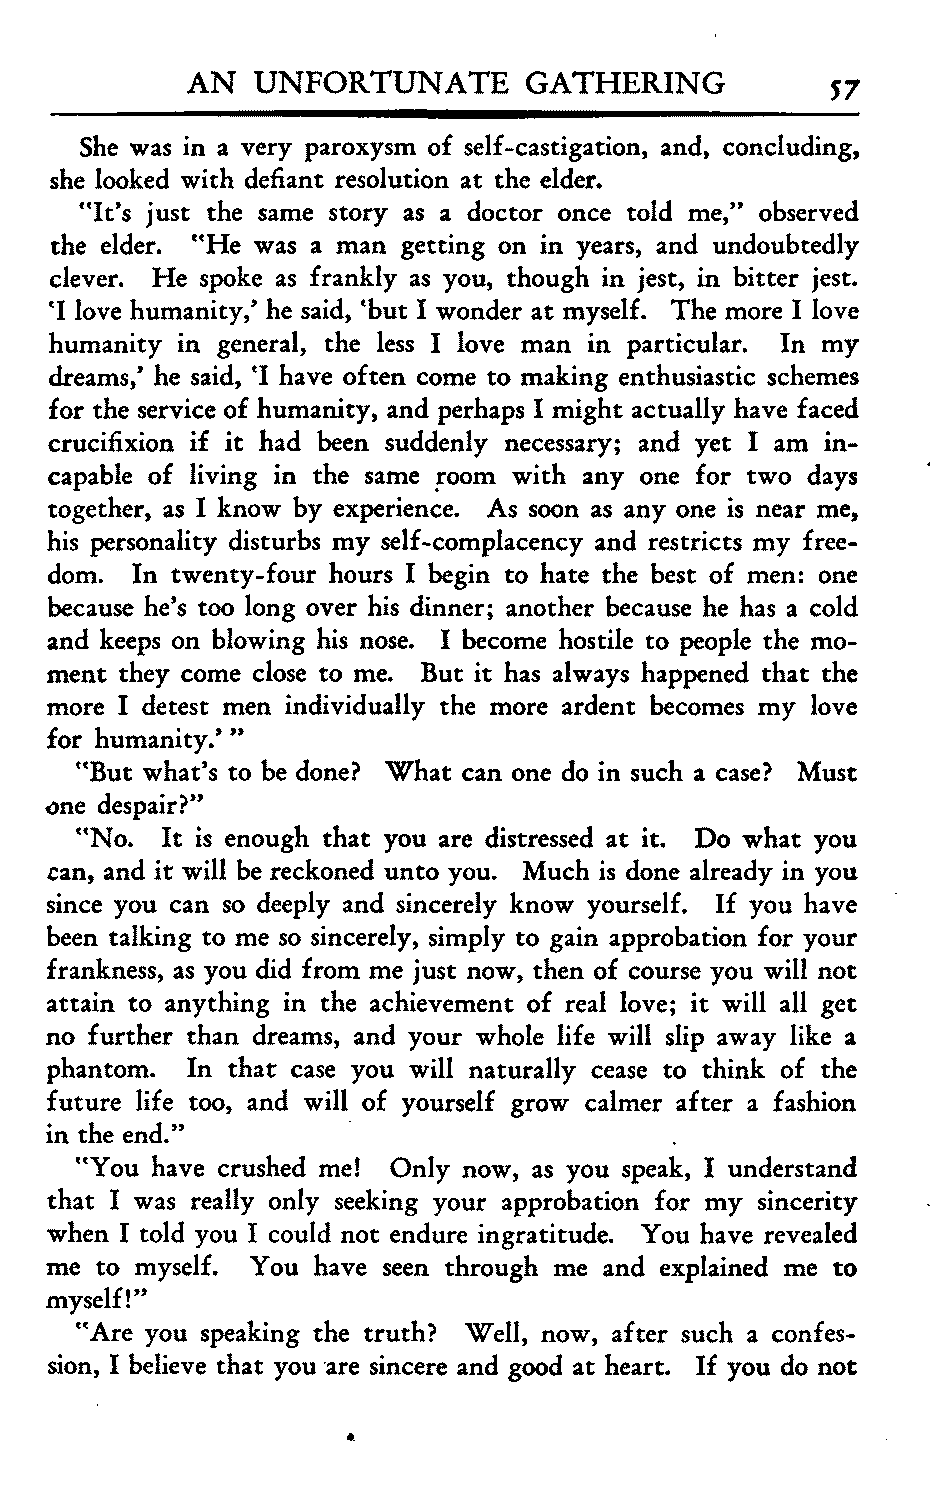 AN UNFORTUNATE GATHERING 57
She was in a very paroxysm of self-castigation, and, concluding,
she looked with defiant resolution at the elder.
"It's just the same story as a doctor once told me," observed
the elder. "He was a man getting on in years, and undoubtedly
clever. He spoke as frankly as you, though in jest, in bitter jest.
'I love humanity,' he said, 'but I wonder at myself. The more I love
humanity in general, the less I love man in particular. In my
dreams,' he said, 'I have often come to making enthusiastic schemes
for the service of humanity, and perhaps I might actually have faced
crucifixion if it had been suddenly necessary; and yet I am in-
capable of living in the same room with any one for two days
together, as I know by experience. As soon as any one is near me,
his personality disturbs my self-complacency and restricts my free-
dom. In twenty-four hours I begin to hate the best of men: one
because he's too long over his dinner; another because he has a cold
and keeps on blowing his nose. I become hostile to people the mo-
ment they come close to me. But it has always happened that the
more I detest men individually the more ardent becomes my love
for humanity.' "
"But what's to be done? What can one do in such a case? Must
one despair?"
"No. It is enough that you are distressed at it. Do what you
can, and it will be reckoned unto you. Much is done already in you
since you can so deeply and sincerely know yourself. If you have
been talking to me so sincerely, simply to gain approbation for your
frankness, as you did from me just now, then of course you will not
attain to anything in the achievement of real love; it will all get
no further than dreams, and your whole life will slip away like a
phantom. In that case you will naturally cease to think of the
future life too, and will of yourself grow calmer after a fashion
in the end."
"You have crushed me! Only now, as you speak, I understand
that I was really only seeking your approbation for my sincerity
when I told you I could not endure ingratitude. You have revealed
me to myself. You have seen through me and explained me to
myself!"
"Are you speaking the truth? Well, now, after such a confes-
sion, I believe that you are sincere and good at heart. If you do not